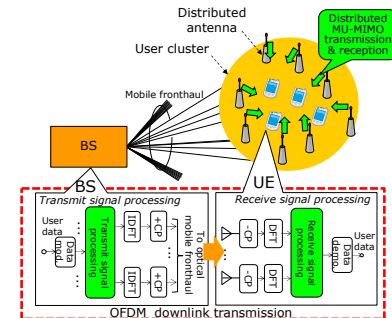 Distributed
antenna
User cluster
Distributed
MU-MIMO
transmission
& reception
Mobile fronthaul
BS
BS
UE
Transmit signal processing
Receive signal processing
User
data
Data
mod.
Transmit signal
processing
IDFT
+CP
IDFT
+CP
To optical
mobile fronthaul
-CP
DFT
-CP
DFT
Receive signal
processing
Data
demo.
User
data
OFDM downlink transmission